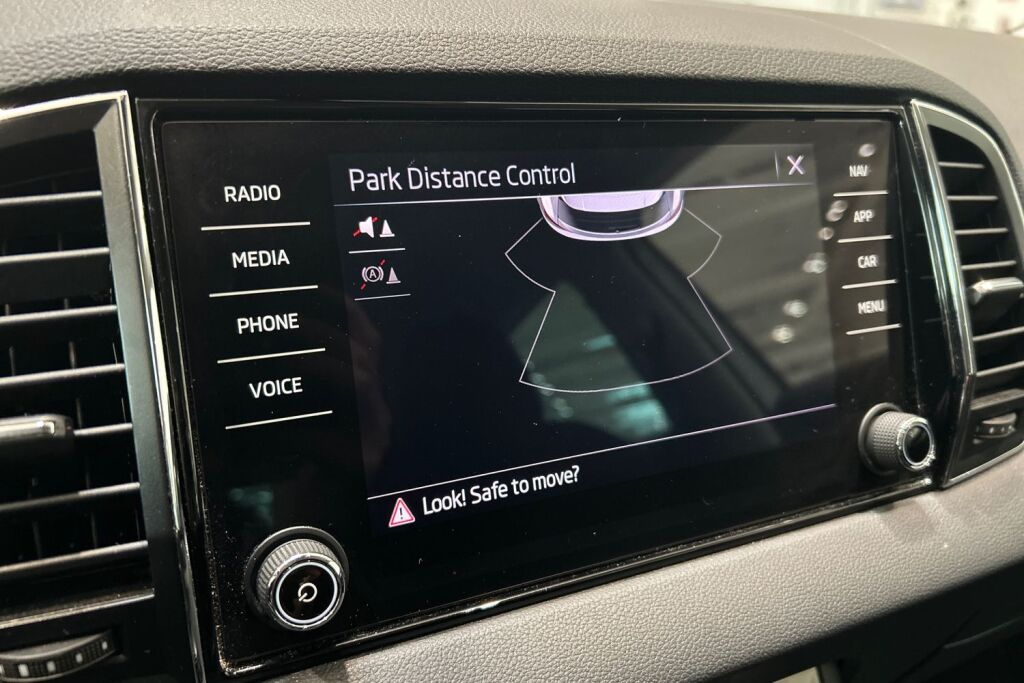 Park Distance Control
RADIO
MEDIA
PHONE
VOICE
NAV
APP
CAR
MENU
A
Look! Safe to move?